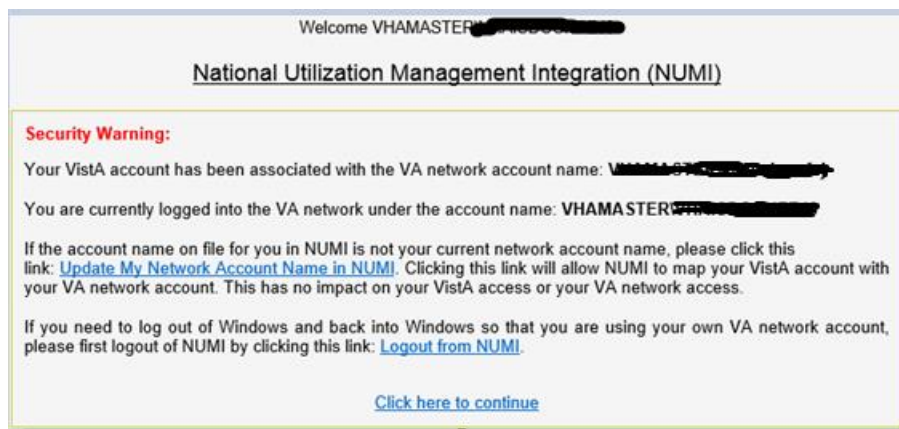 Welcome VHAMASTER
National Utilization Management Integration (NUMI)
Security Warning:
Your VistA account has been associated with the VA network account name:
You are currently logged into the VA network under the account name: VHAMASTER
If the account name on file for you in NUMI is not your current network account name, please click this
link: Update My Network Account Name in NUMI. Clicking this link will allow NUMI to map your VistA account with
your VA network account. This has no impact on your VistA access or your VA network access.
If you need to log out of Windows and back into Windows so that you are using your own VA network account,
please first logout of NUMI by clicking this link: Logout from NUMI.
Click here to continue